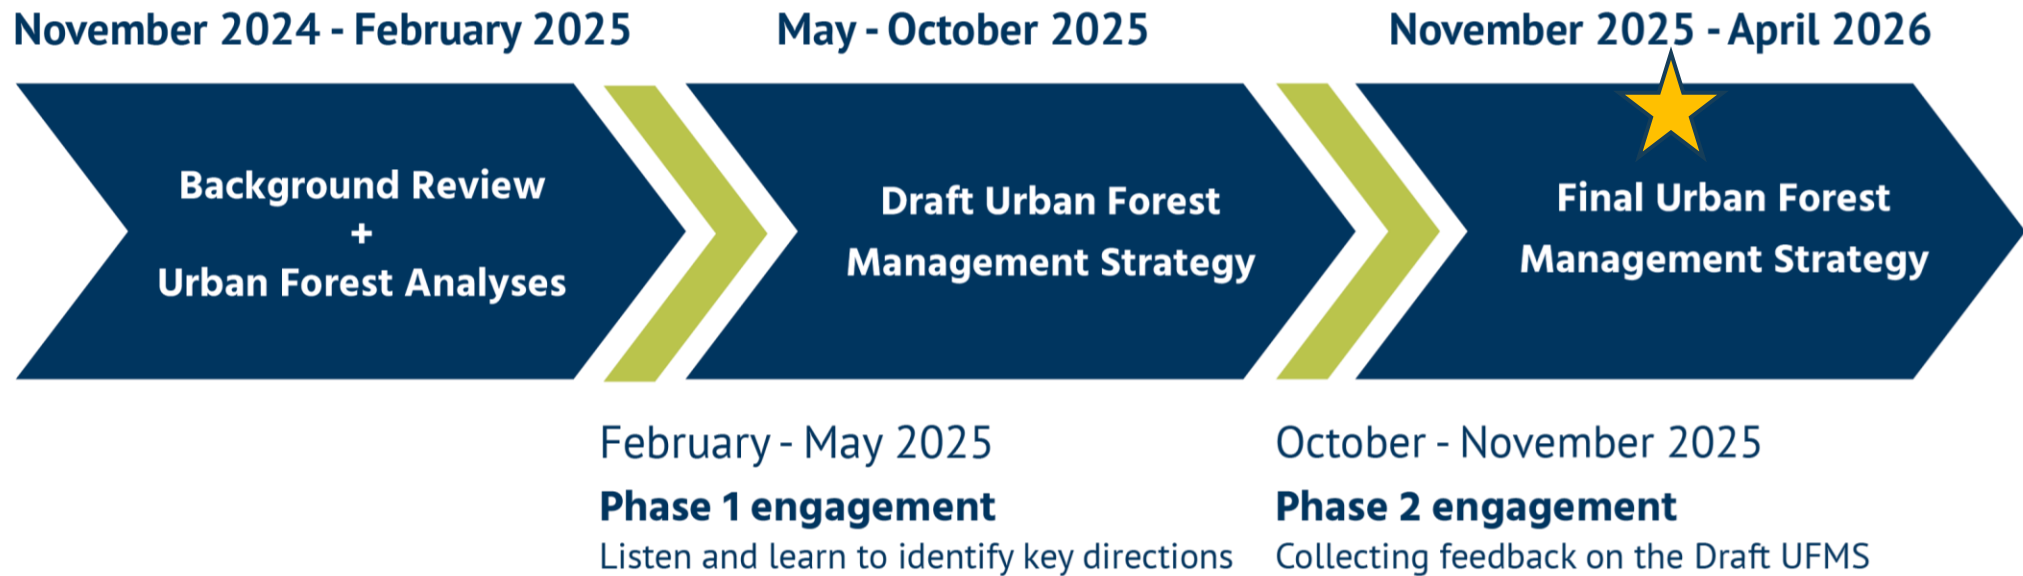 November 2024 - February 2025
May - October 2025
November 2025 - April 2026
Background Review
+
Urban Forest Analyses
Draft Urban Forest
Management Strategy
Final Urban Forest
Management Strategy
February - May 2025
Phase 1 engagement
Listen and learn to identify key directions
October - November 2025
Phase 2 engagement
Collecting feedback on the Draft UFMS